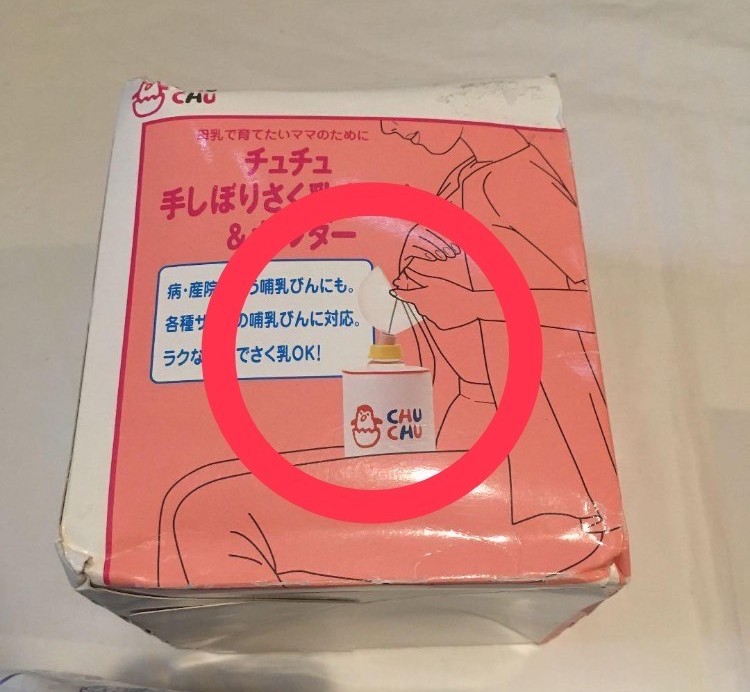 CHU
母乳で育てたいママのために
チュチュ
手しぼりさく乳
&
病・産院 哺乳びんにも。
各種サ の哺乳びんに対応。
ラクな でさく乳OK!
CHU
CHU